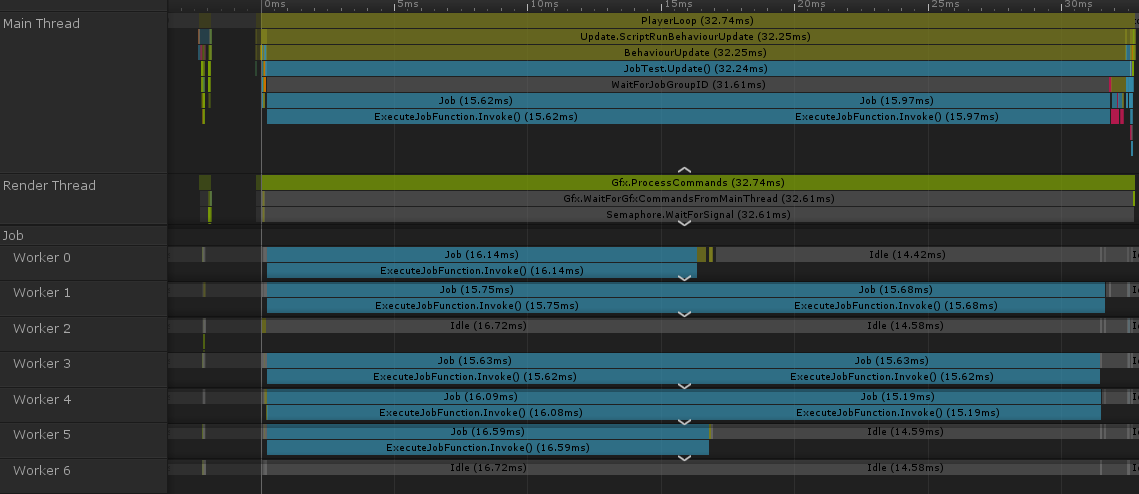 0ms 5ms 10ms 15ms 20ms 25ms 30ms
Main Thread
PlayerLoop (32.74ms)
Update.ScriptRunBehaviourUpdate (32.25ms)
BehaviourUpdate (32.25ms)
JobTest.Update() (32.24ms)
WaitForJobGroupID (31.61ms)
Job (15.62ms) Job (15.97ms)
ExecuteJobFunction.Invoke() (15.62ms) ExecuteJobFunction.Invoke() (15.97ms)
Render Thread
Gfx.ProcessCommands (32.74ms)
Gfx.WaitForGfxCommandsFromMainThread (32.61ms)
Semaphore.WaitForSignal (32.61ms)
Job
Worker 0
Job (16.14ms) Idle (14.42ms)
ExecuteJobFunction.Invoke() (16.14ms)
Worker 1
Job (15.75ms) Job (15.68ms)
ExecuteJobFunction.Invoke() (15.75ms) ExecuteJobFunction.Invoke() (15.68ms)
Worker 2
Idle (16.72ms) Idle (14.58ms)
Worker 3
Job (15.63ms) Job (15.63ms)
ExecuteJobFunction.Invoke() (15.62ms) ExecuteJobFunction.Invoke() (15.62ms)
Worker 4
Job (16.09ms) Job (15.19ms)
ExecuteJobFunction.Invoke() (16.08ms) ExecuteJobFunction.Invoke() (15.19ms)
Worker 5
Job (16.59ms) Idle (14.59ms)
ExecuteJobFunction.Invoke() (16.59ms)
Worker 6
Idle (16.72ms) Idle (14.58ms)